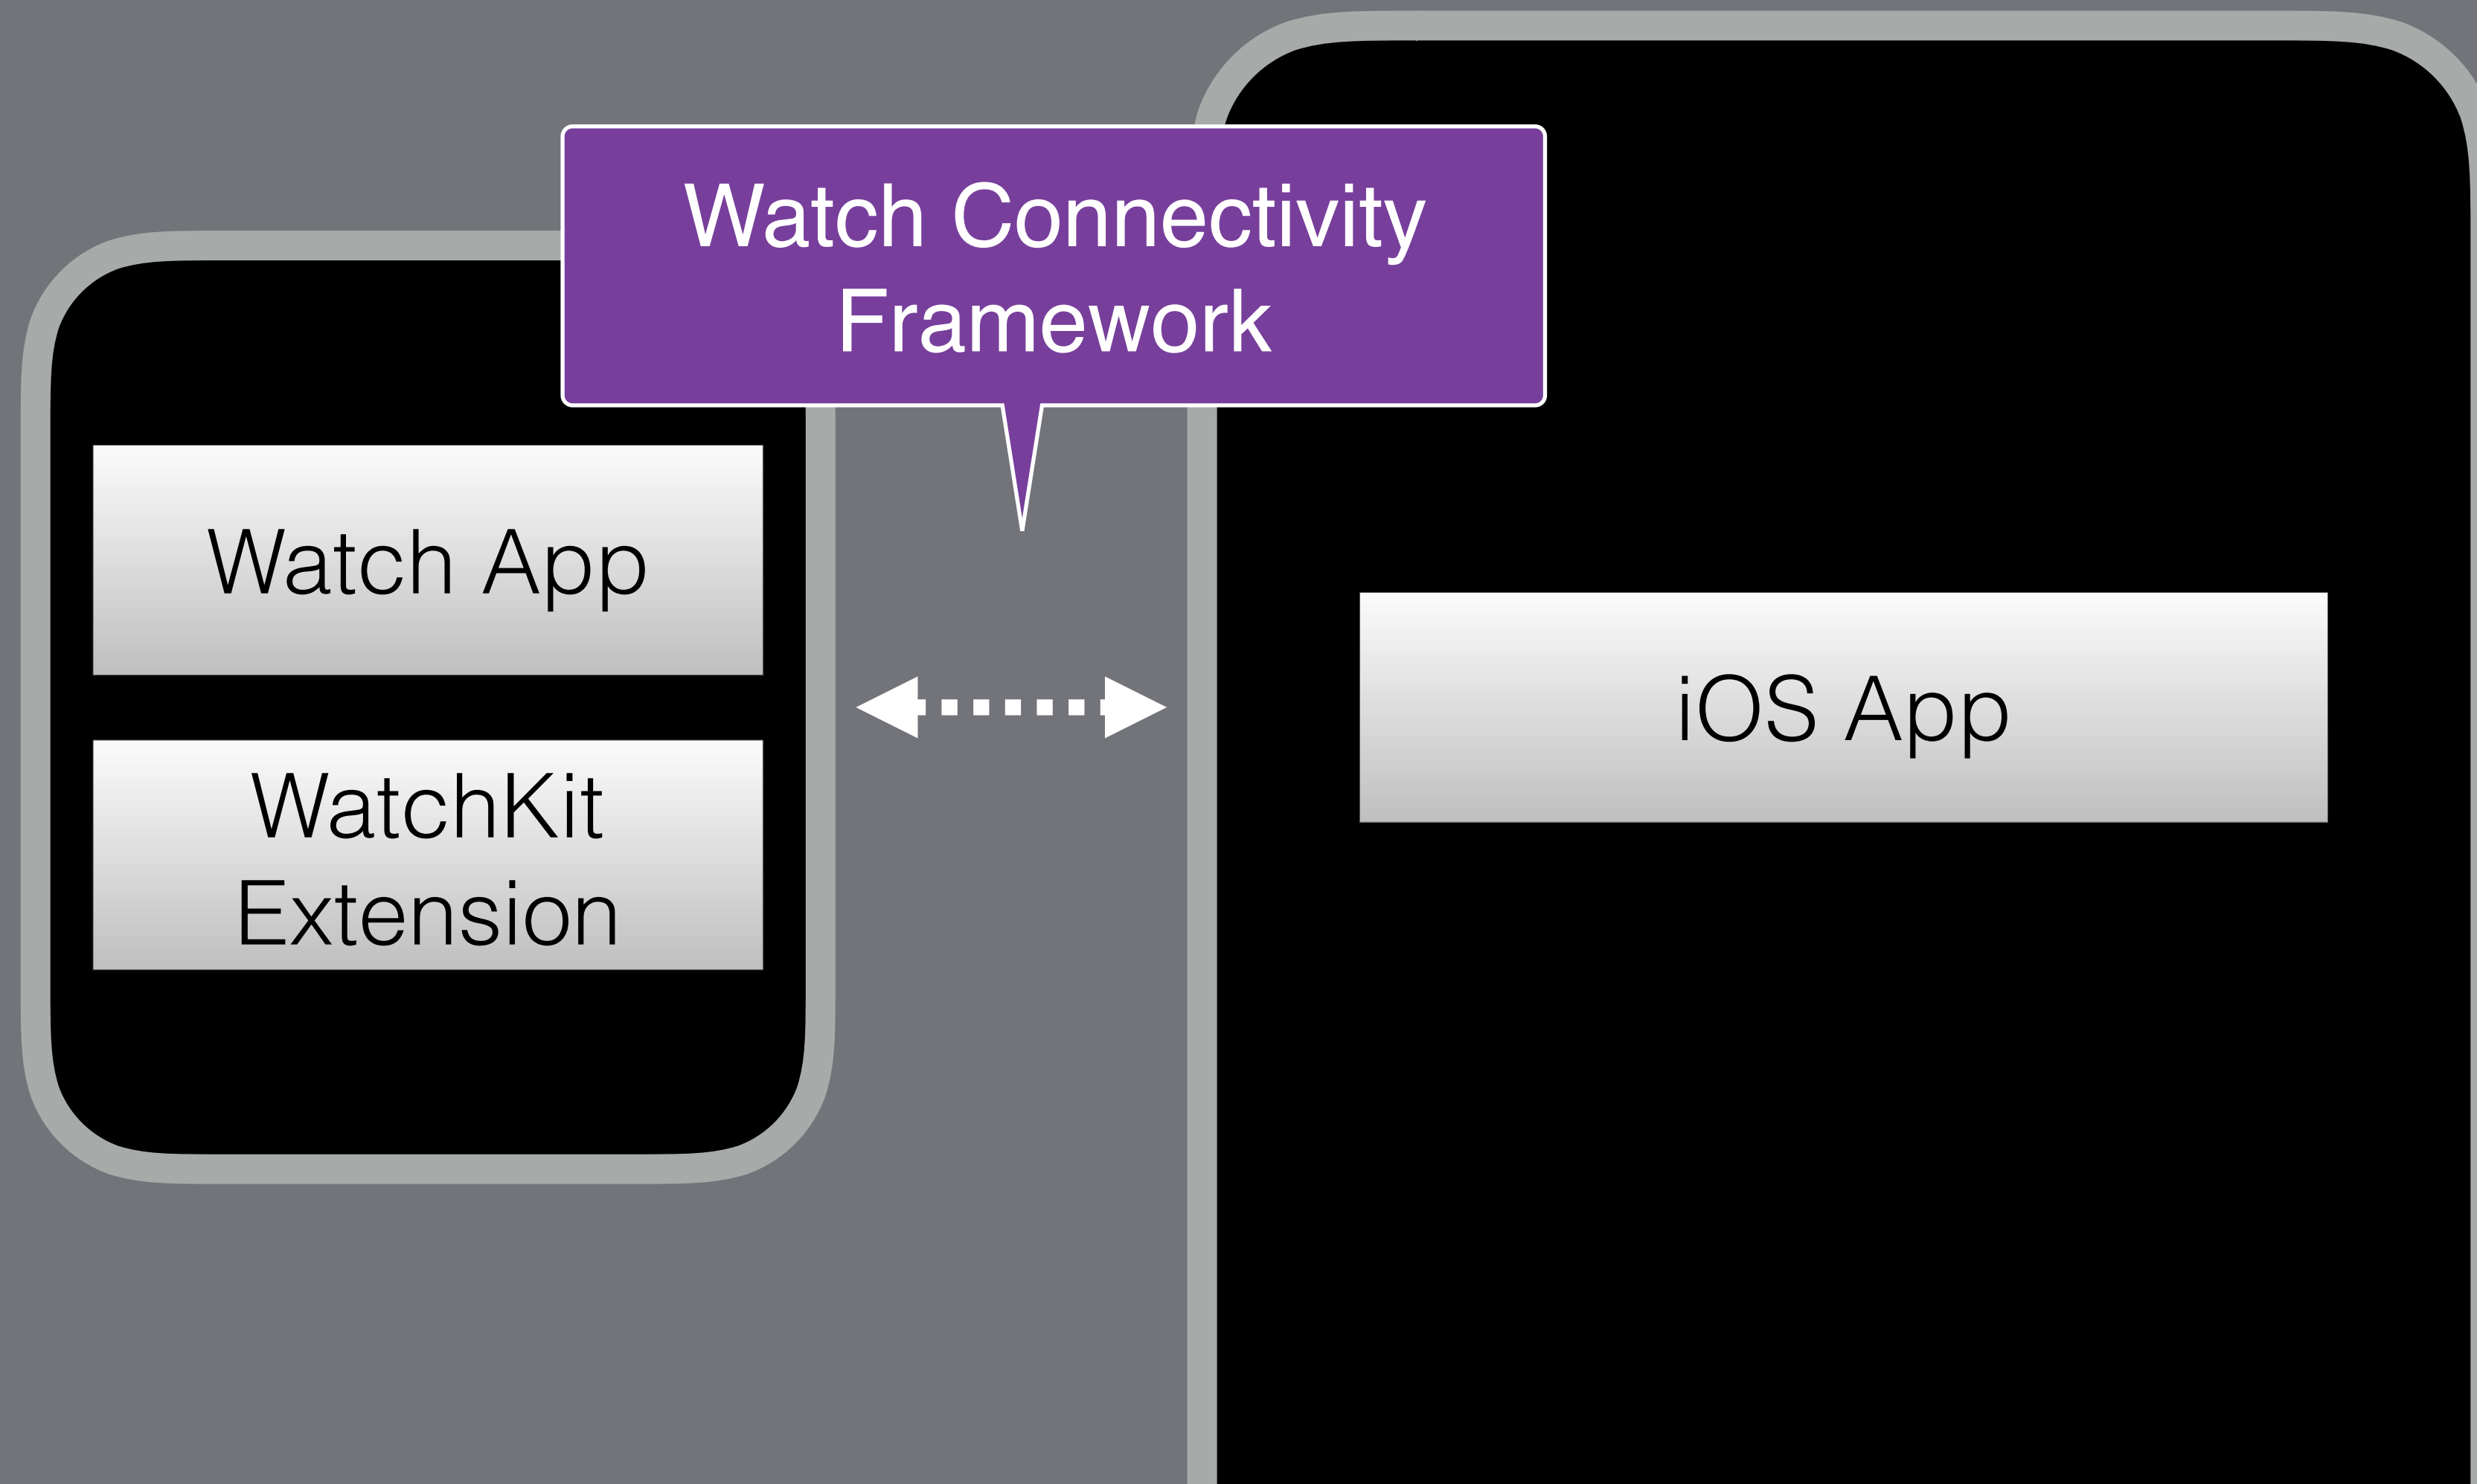 Watch Connectivity
Framework
Watch App
WatchKit
Extension
iOS App